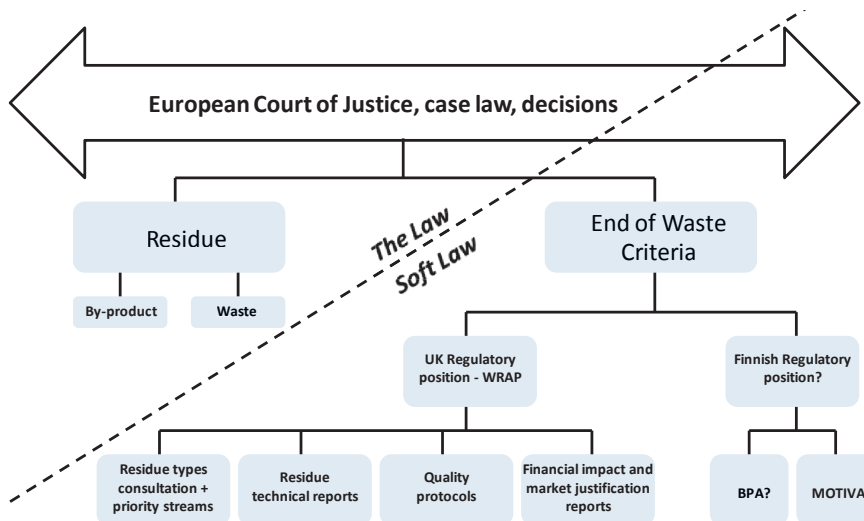 European Court of Justice, case law, decisions
Residue
The Law
Soft Law
End of Waste
Criteria
By-product
Waste
UK Regulatory
position - WRAP
Finnish Regulatory
position?
Residue types
consultation +
priority streams
Residue
technical reports
Quality
protocols
Financial impact and
market justification
reports
BPA?
MOTIVA